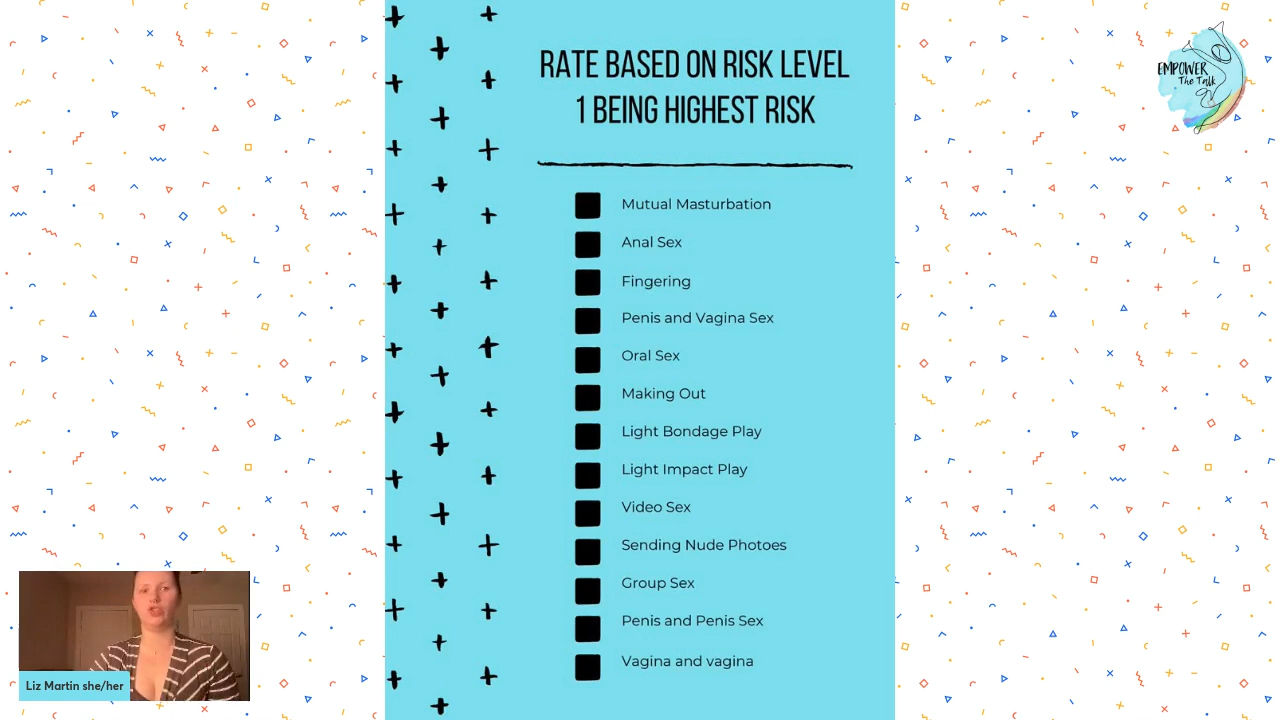 RATE BASED ON RISK LEVEL
1 BEING HIGHEST RISK
EMPOWER
The Talk
Mutual Masturbation
Anal Sex
Fingering
Penis and Vagina Sex
Oral Sex
Making Out
Light Bondage Play
Light Impact Play
Video Sex
Sending Nude Photoes
Group Sex
Penis and Penis Sex
Vagina and vagina
Liz Martin she/her